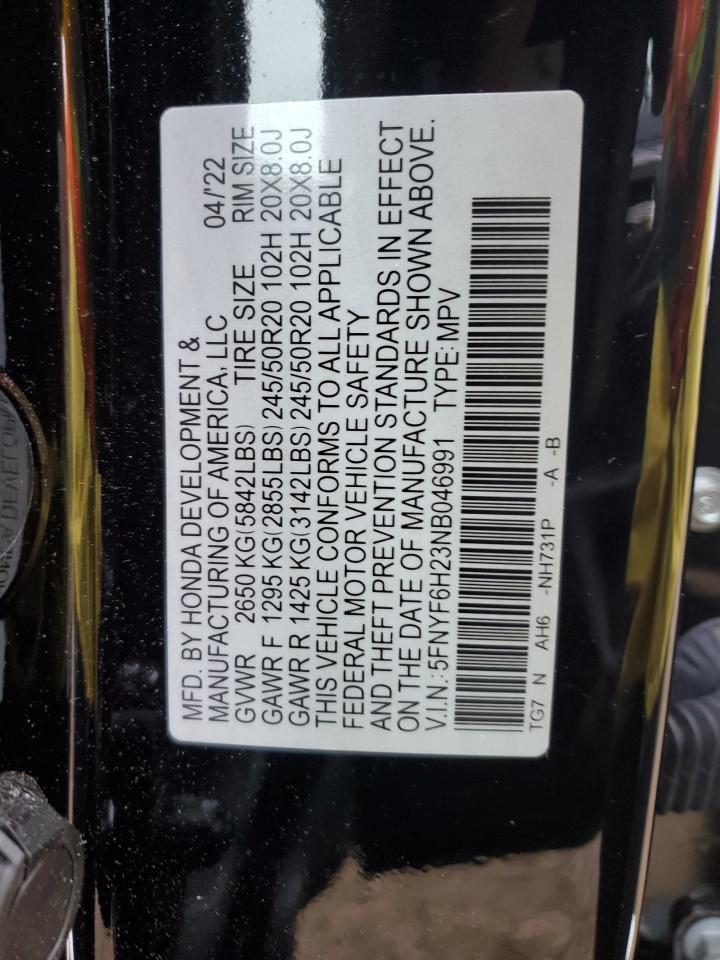 MFD. BY HONDA DEVELOPMENT &
MANUFACTURING OF AMERICA, LLC 04/'22
GVWR 2650 KG(5842LBS) TIRE SIZE RIM SIZE
GAWR F 1295 KG(2855LBS) 245/50R20 102H 20X8.0J
GAWR R 1425 KG(3142LBS) 245/50R20 102H 20X8.0J
THIS VEHICLE CONFORMS TO ALL APPLICABLE
FEDERAL MOTOR VEHICLE SAFETY
AND THEFT PREVENTION STANDARDS IN EFFECT
ON THE DATE OF MANUFACTURE SHOWN ABOVE.
V.I.N.:5FNYF6H23NB046991 TYPE:MPV
TG7 N AH6 -NH731P -A -B